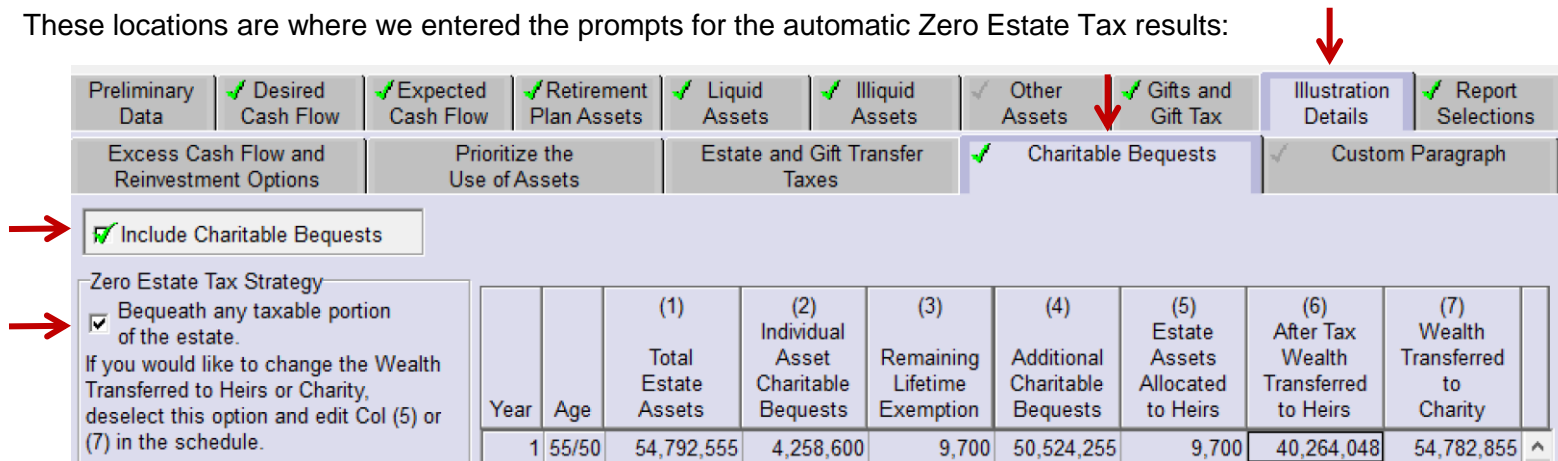 These locations are where we entered the prompts for the automatic Zero Estate Tax results:
Preliminary Data
Desired Cash Flow
Expected Cash Flow
Retirement Plan Assets
Liquid Assets
Illiquid Assets
Other Assets
Gifts and Gift Tax
Illustration Details
Report Selections
Excess Cash Flow and Reinvestment Options
Prioritize the Use of Assets
Estate and Gift Transfer Taxes
Charitable Bequests
Custom Paragraph
Include Charitable Bequests
Zero Estate Tax Strategy
Bequeath any taxable portion
of the estate.
If you would like to change the Wealth
Transferred to Heirs or Charity,
deselect this option and edit Col (5) or
(7) in the schedule.
Year
Age
(1) Total Estate Assets
(2) Individual Asset Charitable Bequests
(3) Remaining Lifetime Exemption
(4) Additional Charitable Bequests
(5) Estate Assets Allocated to Heirs
(6) After Tax Wealth Transferred to Heirs
(7) Wealth Transferred to Charity
1 55/50 54,792,555 4,258,600 9,700 50,524,255 9,700 40,264,048 54,782,855